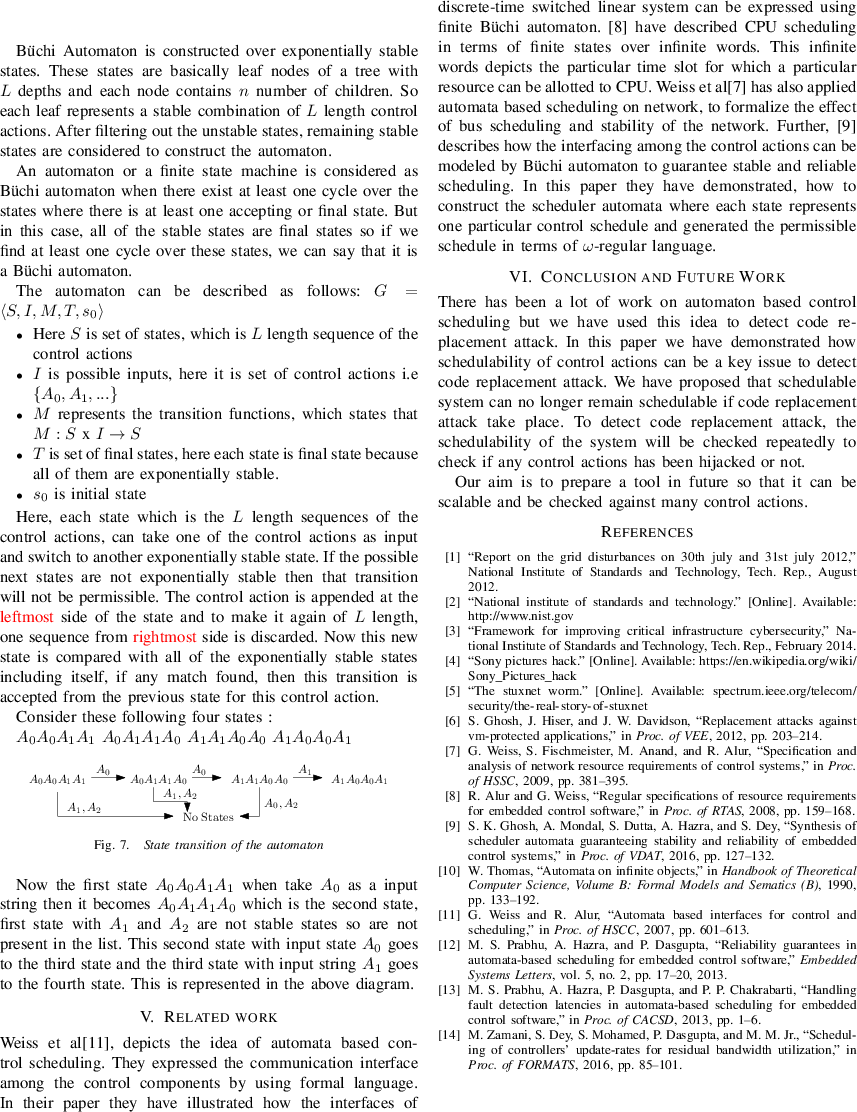 Büchi Automaton is constructed over exponentially stable
states. These states are basically leaf nodes of a tree with
L depths and each node contains n number of children. So
each leaf represents a stable combination of L length control
actions. After filtering out the unstable states, remaining stable
states are considered to construct the automaton.
An automaton or a finite state machine is considered as
Büchi automaton when there exist at least one cycle over the
states where there is at least one accepting or final state. But
in this case, all of the stable states are final states so if we
find at least one cycle over these states, we can say that it is
a Büchi automaton.
The automaton can be described as follows: G =
⟨S, I, M, T, s₀⟩
• Here S is set of states, which is L length sequence of the
control actions
• I is possible inputs, here it is set of control actions i.e
{A₀, A₁, ...}
• M represents the transition functions, which states that
M : S x I → S
• T is set of final states, here each state is final state because
all of them are exponentially stable.
• s₀ is initial state
Here, each state which is the L length sequences of the
control actions, can take one of the control actions as input
and switch to another exponentially stable state. If the possible
next states are not exponentially stable then that transition
will not be permissible. The control action is appended at the
leftmost side of the state and to make it again of L length,
one sequence from rightmost side is discarded. Now this new
state is compared with all of the exponentially stable states
including itself, if any match found, then this transition is
accepted from the previous state for this control action.
Consider these following four states :
A₀A₀A₁A₁ A₀A₁A₁A₀ A₁A₁A₀A₀ A₁A₀A₀A₁
A₀A₀A₁A₁ A₀ A₀A₁A₁A₀ A₀ A₁A₁A₀A₀ A₁ A₁A₀A₀A₁
A₁, A₂ A₁, A₂ A₀, A₂
No States
Fig. 7. State transition of the automaton
Now the first state A₀A₀A₁A₁ when take A₀ as a input
string then it becomes A₀A₁A₁A₀ which is the second state,
first state with A₁ and A₂ are not stable states so are not
present in the list. This second state with input state A₀ goes
to the third state and the third state with input string A₁ goes
to the fourth state. This is represented in the above diagram.
V. RELATED WORK
Weiss et al[11], depicts the idea of automata based con-
trol scheduling. They expressed the communication interface
among the control components by using formal language.
In their paper they have illustrated how the interfaces of
discrete-time switched linear system can be expressed using
finite Büchi automaton. [8] have described CPU scheduling
in terms of finite states over infinite words. This infinite
words depicts the particular time slot for which a particular
resource can be allotted to CPU. Weiss et al[7] has also applied
automata based scheduling on network, to formalize the effect
of bus scheduling and stability of the network. Further, [9]
describes how the interfacing among the control actions can be
modeled by Büchi automaton to guarantee stable and reliable
scheduling. In this paper they have demonstrated, how to
construct the scheduler automata where each state represents
one particular control schedule and generated the permissible
schedule in terms of ω-regular language.
VI. CONCLUSION AND FUTURE WORK
There has been a lot of work on automaton based control
scheduling but we have used this idea to detect code re-
placement attack. In this paper we have demonstrated how
schedulability of control actions can be a key issue to detect
code replacement attack. We have proposed that schedulable
system can no longer remain schedulable if code replacement
attack take place. To detect code replacement attack, the
schedulability of the system will be checked repeatedly to
check if any control actions has been hijacked or not.
Our aim is to prepare a tool in future so that it can be
scalable and be checked against many control actions.
REFERENCES
[1] “Report on the grid disturbances on 30th july and 31st july 2012,”
National Institute of Standards and Technology, Tech. Rep., August
2012.
[2] “National institute of standards and technology.” [Online]. Available:
http://www.nist.gov
[3] “Framework for improving critical infrastructure cybersecurity,” Na-
tional Institute of Standards and Technology, Tech. Rep., February 2014.
[4] “Sony pictures hack.” [Online]. Available: https://en.wikipedia.org/wiki/
Sony_Pictures_hack
[5] “The stuxnet worm.” [Online]. Available: spectrum.ieee.org/telecom/
security/the-real-story-of-stuxnet
[6] S. Ghosh, J. Hiser, and J. W. Davidson, “Replacement attacks against
vm-protected applications,” in Proc. of VEE, 2012, pp. 203–214.
[7] G. Weiss, S. Fischmeister, M. Anand, and R. Alur, “Specification and
analysis of network resource requirements of control systems,” in Proc.
of HSSC, 2009, pp. 381–395.
[8] R. Alur and G. Weiss, “Regular specifications of resource requirements
for embedded control software,” in Proc. of RTAS, 2008, pp. 159–168.
[9] S. K. Ghosh, A. Mondal, S. Dutta, A. Hazra, and S. Dey, “Synthesis of
scheduler automata guaranteeing stability and reliability of embedded
control systems,” in Proc. of VDAT, 2016, pp. 127–132.
[10] W. Thomas, “Automata on infinite objects,” in Handbook of Theoretical
Computer Science, Volume B: Formal Models and Sematics (B), 1990,
pp. 133–192.
[11] G. Weiss and R. Alur, “Automata based interfaces for control and
scheduling,” in Proc. of HSCC, 2007, pp. 601–613.
[12] M. S. Prabhu, A. Hazra, and P. Dasgupta, “Reliability guarantees in
automata-based scheduling for embedded control software,” Embedded
Systems Letters, vol. 5, no. 2, pp. 17–20, 2013.
[13] M. S. Prabhu, A. Hazra, P. Dasgupta, and P. P. Chakrabarti, “Handling
fault detection latencies in automata-based scheduling for embedded
control software,” in Proc. of CACSD, 2013, pp. 1–6.
[14] M. Zamani, S. Dey, S. Mohamed, P. Dasgupta, and M. M. Jr., “Schedul-
ing of controllers’ update-rates for residual bandwidth utilization,” in
Proc. of FORMATS, 2016, pp. 85–101.